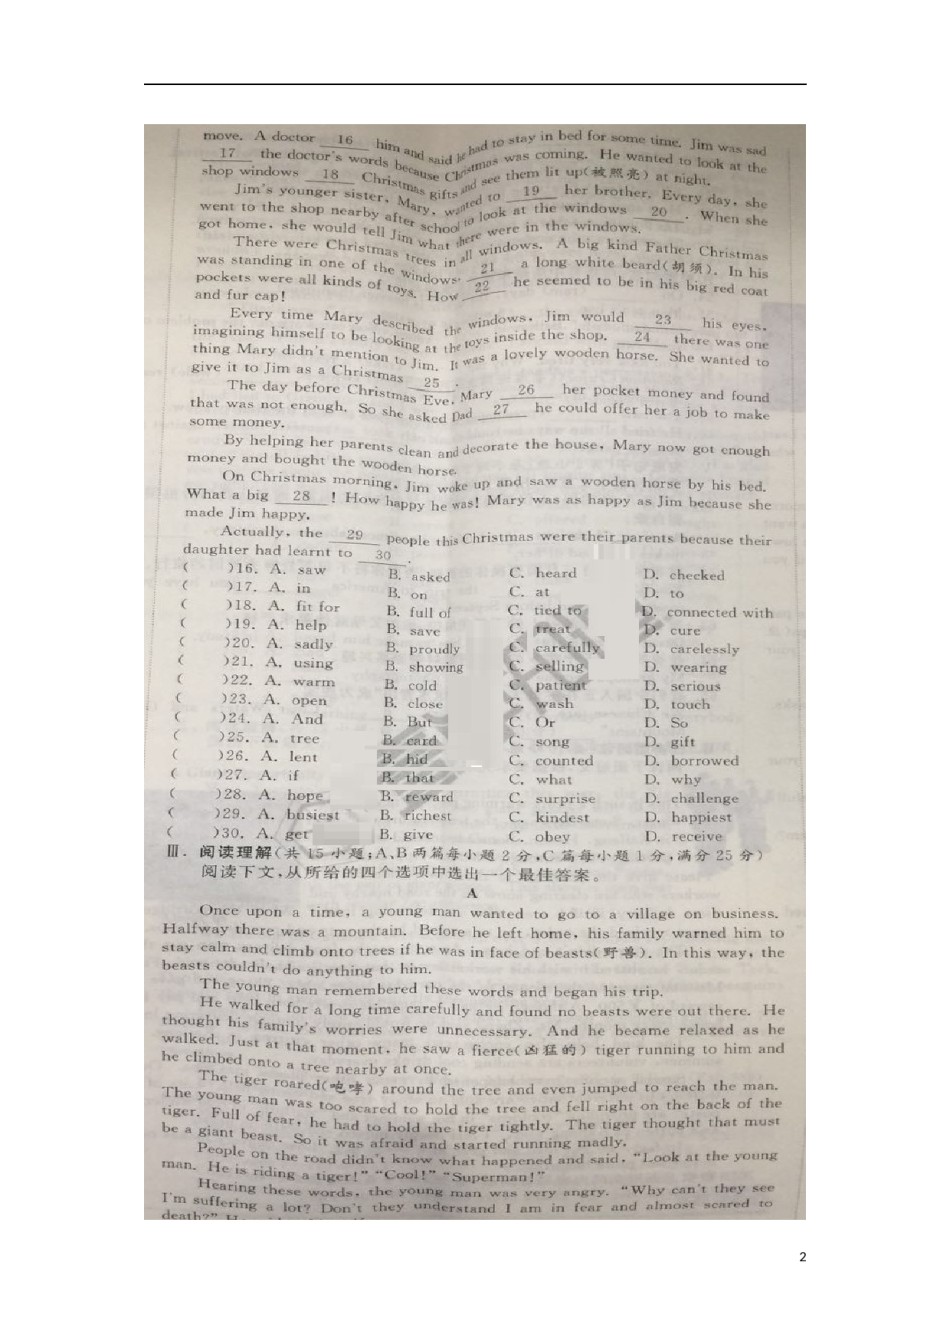 move. A doctor 16 him and said he had to stay in bed for some time. Jim was sad
17 the doctor's words because Christmas was coming. He wanted to look at the
shop windows 18 Christmas gifts and see them lit up(被照亮) at night.
Jim's younger sister, Mary, wanted to 19 her brother. Every day, she
went to the shop nearby after school to look at the windows 20 . When she
got home, she would tell Jim what there were in the windows.
There were Christmas trees in all windows. A big kind Father Christmas
was standing in one of the windows, 21 a long white beard(胡须). In his
pockets were all kinds of toys. How 22 he seemed to be in his big red coat
and fur cap!
Every time Mary described the windows, Jim would 23 his eyes,
imagining himself to be looking at the toys inside the shop. 24 there was one
thing Mary didn't mention to Jim. It was a lovely wooden horse. She wanted to
give it to Jim as a Christmas 25 .
The day before Christmas Eve, Mary 26 her pocket money and found
that was not enough. So she asked Dad 27 he could offer her a job to make
some money.
By helping her parents clean and decorate the house, Mary now got enough
money and bought the wooden horse.
On Christmas morning, Jim woke up and saw a wooden horse by his bed.
What a big 28 ! How happy he was! Mary was as happy as Jim because she
made Jim happy.
Actually, the 29 people this Christmas were their parents because their
daughter had learnt to 30 .
( )16. A. saw B. asked C. heard D. checked
( )17. A. in B. on C. at D. to
( )18. A. fit for B. full of C. tied to D. connected with
( )19. A. help B. save C. treat D. cure
( )20. A. sadly B. proudly C. carefully D. carelessly
( )21. A. using B. showing C. selling D. wearing
( )22. A. warm B. cold C. patient D. serious
( )23. A. open B. close C. wash D. touch
( )24. A. And B. But C. Or D. So
( )25. A. tree B. card C. song D. gift
( )26. A. lent B. hid C. counted D. borrowed
( )27. A. if B. that C. what D. why
( )28. A. hope B. reward C. surprise D. challenge
( )29. A. busiest B. richest C. kindest D. happiest
( )30. A. get B. give C. obey D. receive
Ⅲ. 阅读理解(共 15 小题;A、B 两篇每小题 2 分,C 篇每小题 1 分,满分 25 分)
阅读下文,从所给的四个选项中选出一个最佳答案。
A
Once upon a time, a young man wanted to go to a village on business.
Halfway there was a mountain. Before he left home, his family warned him to
stay calm and climb onto trees if he was in face of beasts(野兽). In this way, the
beasts couldn't do anything to him.
The young man remembered these words and began his trip.
He walked for a long time carefully and found no beasts were out there. He
thought his family's worries were unnecessary. And he became relaxed as he
walked. Just at that moment, he saw a fierce(凶猛的) tiger running to him and
he climbed onto a tree nearby at once.
The tiger roared(咆哮) around the tree and even jumped to reach the man.
The young man was too scared to hold the tree and fell right on the back of the
tiger. Full of fear, he had to hold the tiger tightly. The tiger thought that must
be a giant beast. So it was afraid and started running madly.
People on the road didn't know what happened and said, "Look at the young
man. He is riding a tiger!" "Cool!" "Superman!"
Hearing these words, the young man was very angry. "Why can't they see
I'm suffering a lot? Don't they understand I am in fear and almost scared to
death?"
2